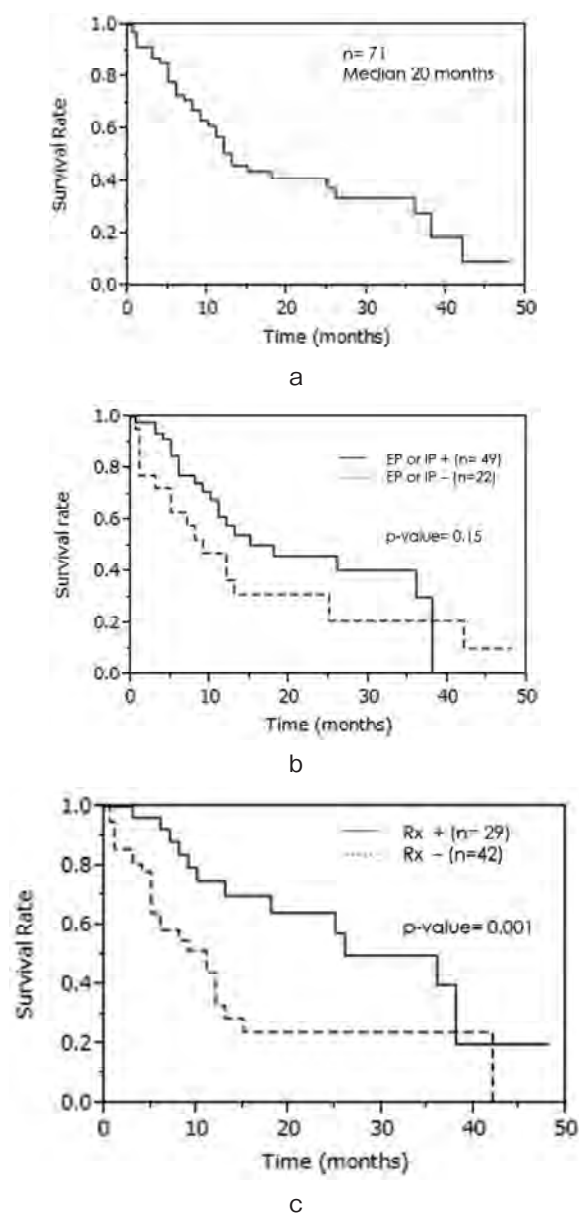 1.0
0.8
0.6
0.4
0.2
0.0
Survival Rate
n= 71
Median 20 months
0 10 20 30 40 50
Time (months)
a
1.0
0.8
0.6
0.4
0.2
0.0
Survival rate
EP or IP + (n= 49)
EP or IP − (n=22)
p-value= 0.15
0 10 20 30 40 50
Time (months)
b
1.0
0.8
0.6
0.4
0.2
0.0
Survival Rate
Rx + (n= 29)
Rx − (n=42)
p-value= 0.001
0 10 20 30 40 50
Time (months)
c